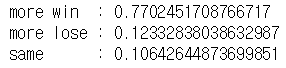 more win  : 0.7702451708766717
more lose : 0.12332838038632987
same      : 0.10642644873699851